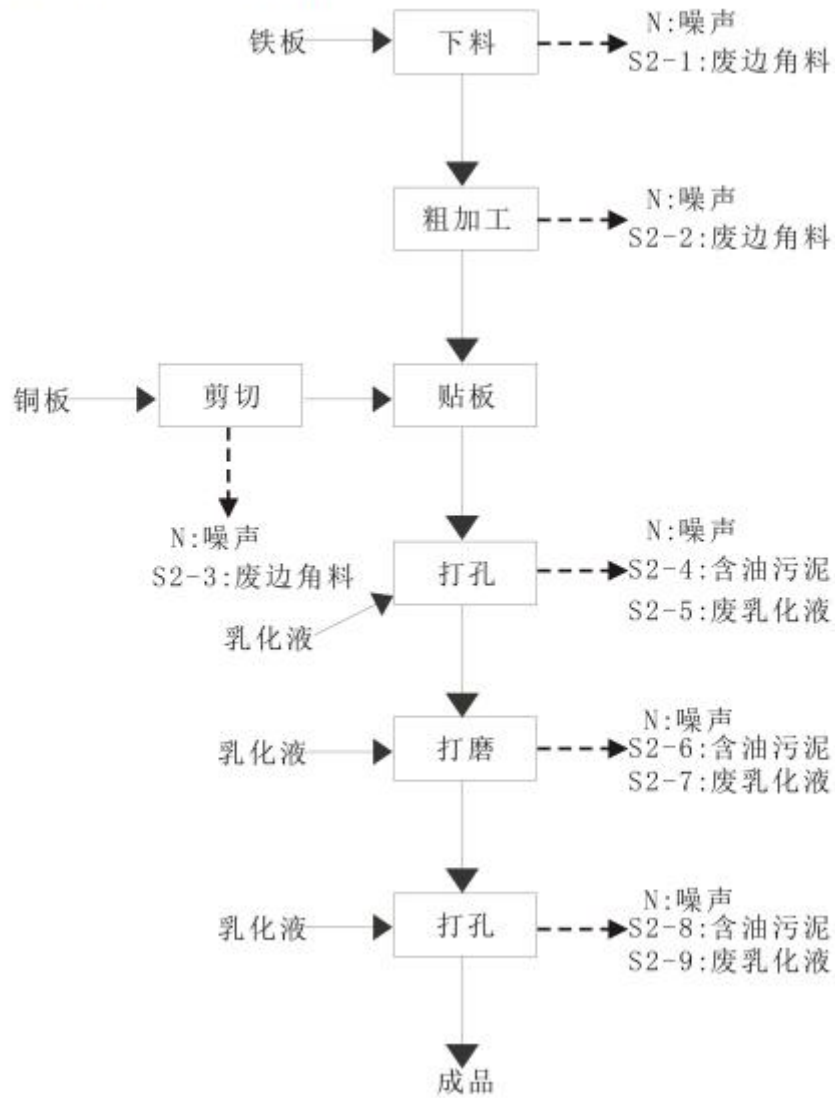 铁板
下料
N:噪声
S2-1:废边角料
粗加工
N:噪声
S2-2:废边角料
铜板
剪切
贴板
N:噪声
S2-3:废边角料
打孔
N:噪声
S2-4:含油污泥
S2-5:废乳化液
乳化液
乳化液
打磨
N:噪声
S2-6:含油污泥
S2-7:废乳化液
乳化液
打孔
N:噪声
S2-8:含油污泥
S2-9:废乳化液
成品